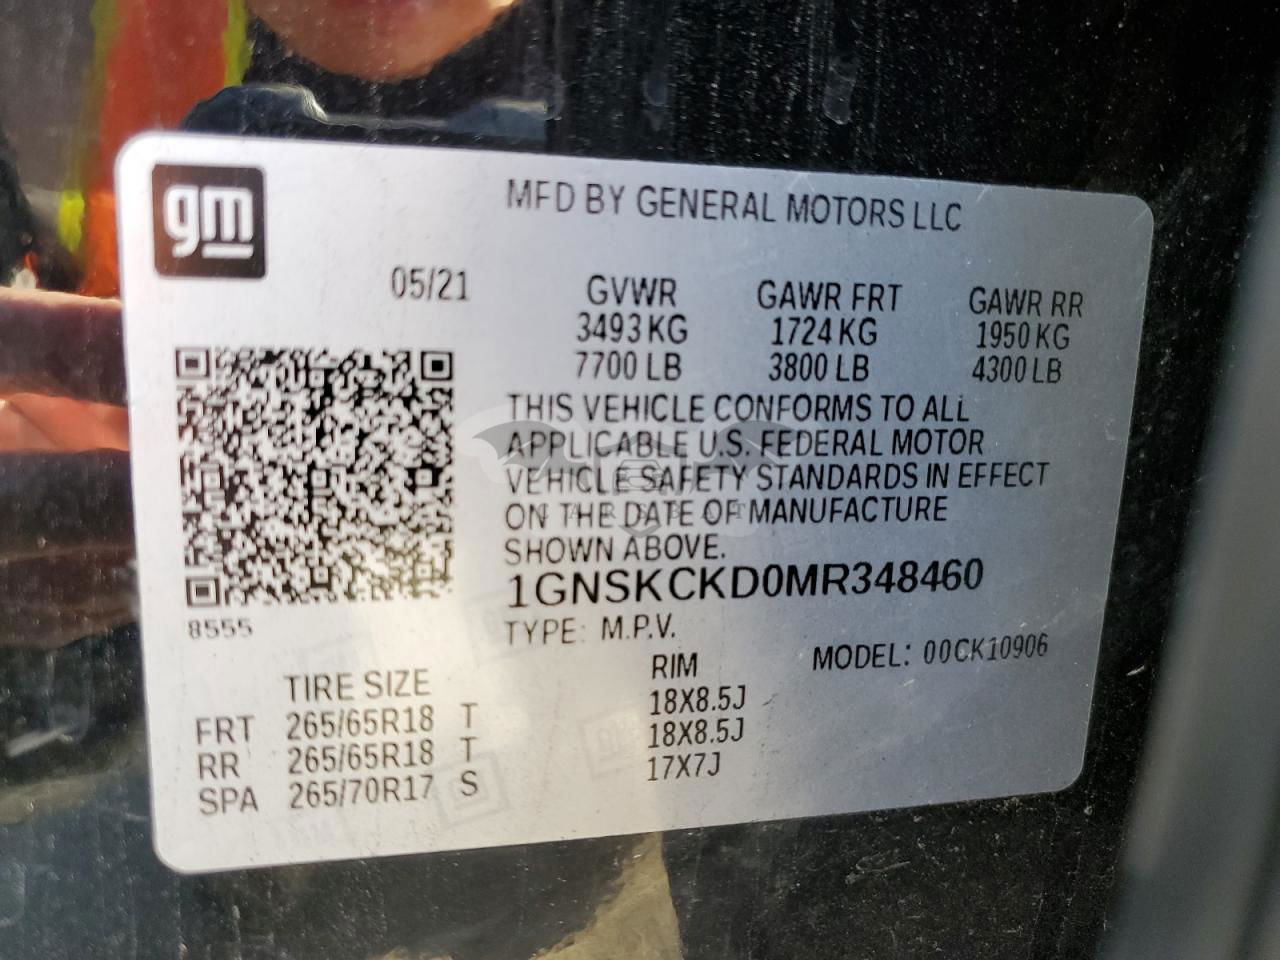 gm
MFD BY GENERAL MOTORS LLC
05/21
GVWR GAWR FRT GAWR RR
3493 KG 1724 KG 1950 KG
7700 LB 3800 LB 4300 LB
THIS VEHICLE CONFORMS TO ALL
APPLICABLE U.S. FEDERAL MOTOR
VEHICLE SAFETY STANDARDS IN EFFECT
ON THE DATE OF MANUFACTURE
SHOWN ABOVE.
1GNSKCKD0MR348460
8555
TYPE: M.P.V.
MODEL: 00CK10906
TIRE SIZE RIM
FRT 265/65R18 T 18X8.5J
RR 265/65R18 T 18X8.5J
SPA 265/70R17 S 17X7J